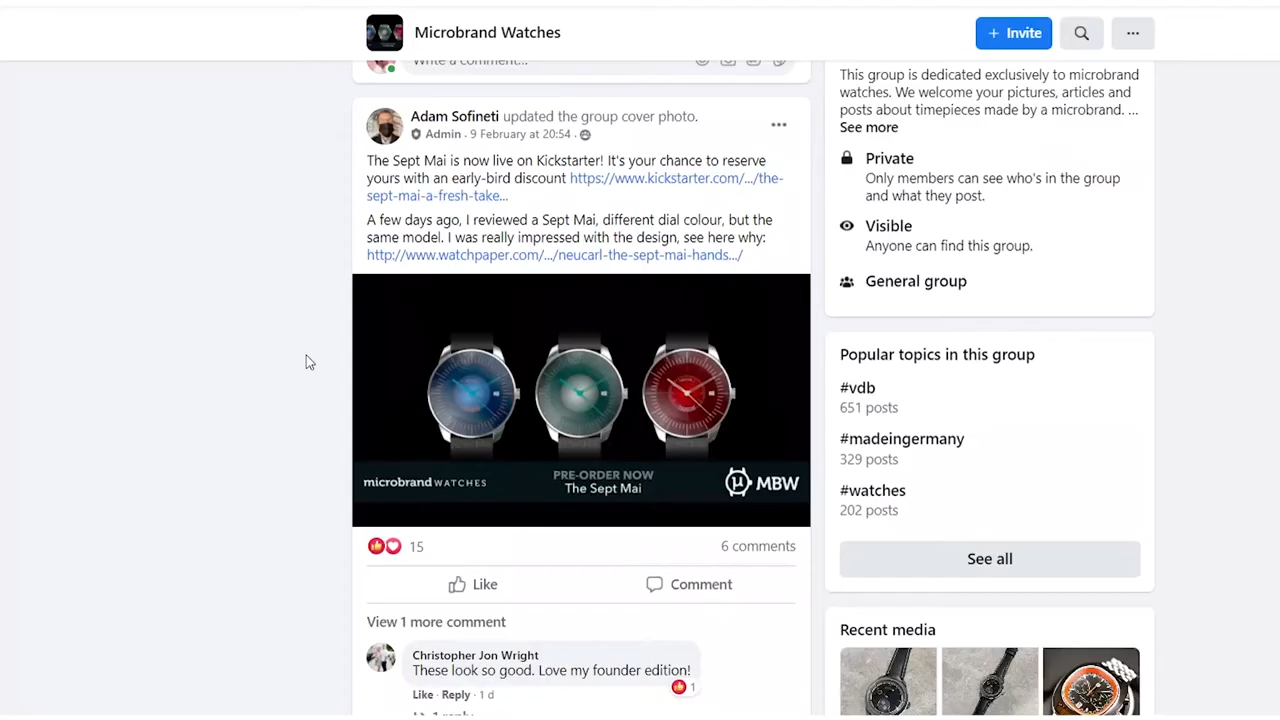 Microbrand Watches
Invite
Write a comment...
Adam Sofineti updated the group cover photo.
Admin · 9 February at 20:54 ·
The Sept Mai is now live on Kickstarter! It's your chance to reserve
yours with an early-bird discount https://www.kickstarter.com/.../the-
sept-mai-a-fresh-take...
A few days ago, I reviewed a Sept Mai, different dial colour, but the
same model. I was really impressed with the design, see here why:
http://www.watchpaper.com/.../neucarl-the-sept-mai-hands.../
microbrand WATCHES
PRE-ORDER NOW
The Sept Mai
µ MBW
15
6 comments
Like
Comment
View 1 more comment
Christopher Jon Wright
These look so good. Love my founder edition!
1
Like · Reply · 1 d
1 reply
This group is dedicated exclusively to microbrand
watches. We welcome your pictures, articles and
posts about timepieces made by a microbrand. ...
See more
Private
Only members can see who's in the group
and what they post.
Visible
Anyone can find this group.
General group
Popular topics in this group
#vdb
651 posts
#madeingermany
329 posts
#watches
202 posts
See all
Recent media